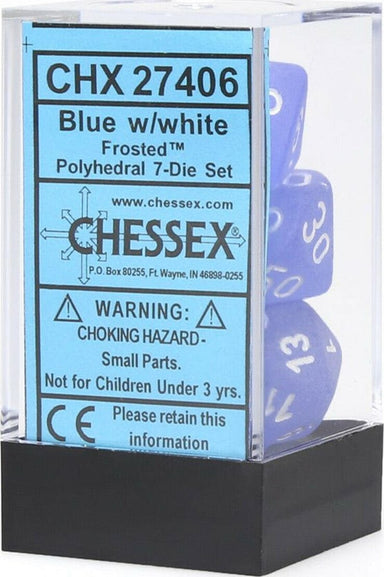 CHX 27406
Blue w/white
Frosted™
Polyhedral 7-Die Set
www.chessex.com
CHESSEX®
P.O. Box 80255, Ft. Wayne, IN 46898-0255
WARNING:
CHOKING HAZARD-
Small Parts.
Not for Children Under 3 yrs.
CE Please retain this
information
0
30
13
1